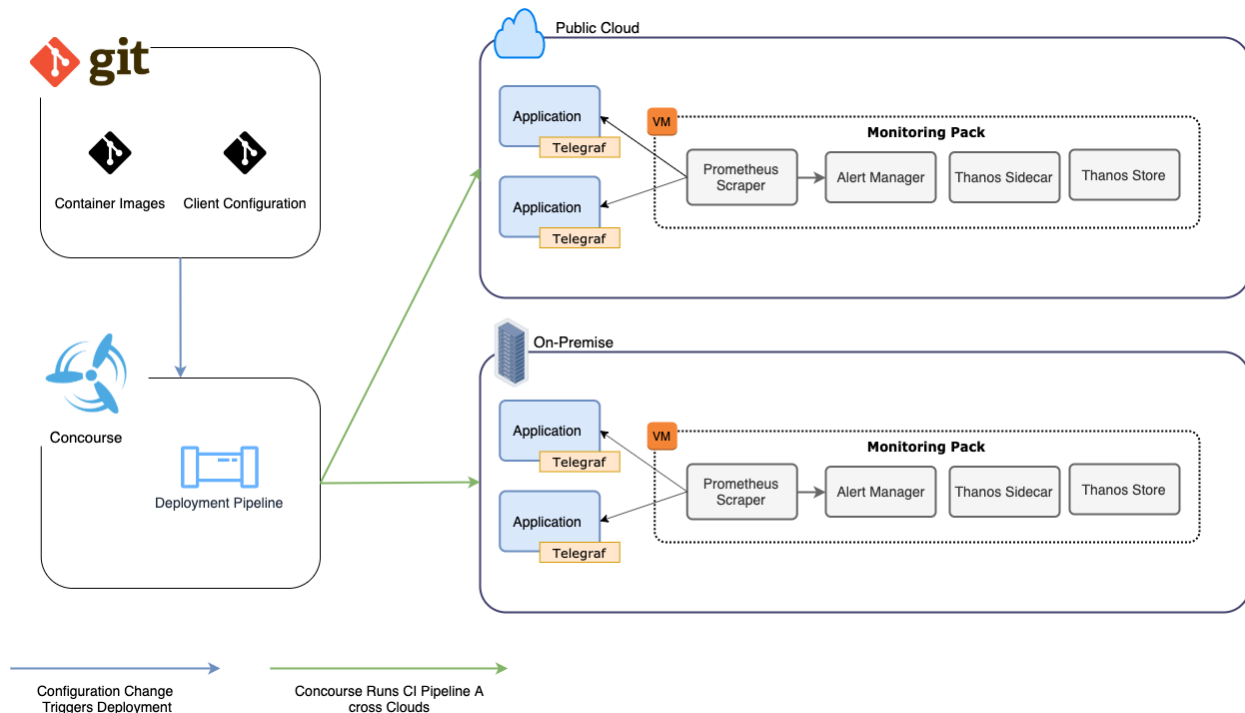 git
Container Images
Client Configuration
Concourse
Deployment Pipeline
Public Cloud
Application
Telegraf
Application
Telegraf
VM
Monitoring Pack
Prometheus
Scraper
Alert Manager
Thanos Sidecar
Thanos Store
On-Premise
Application
Telegraf
Application
Telegraf
VM
Monitoring Pack
Prometheus
Scraper
Alert Manager
Thanos Sidecar
Thanos Store
Configuration Change
Triggers Deployment
Concourse Runs CI Pipeline A
cross Clouds